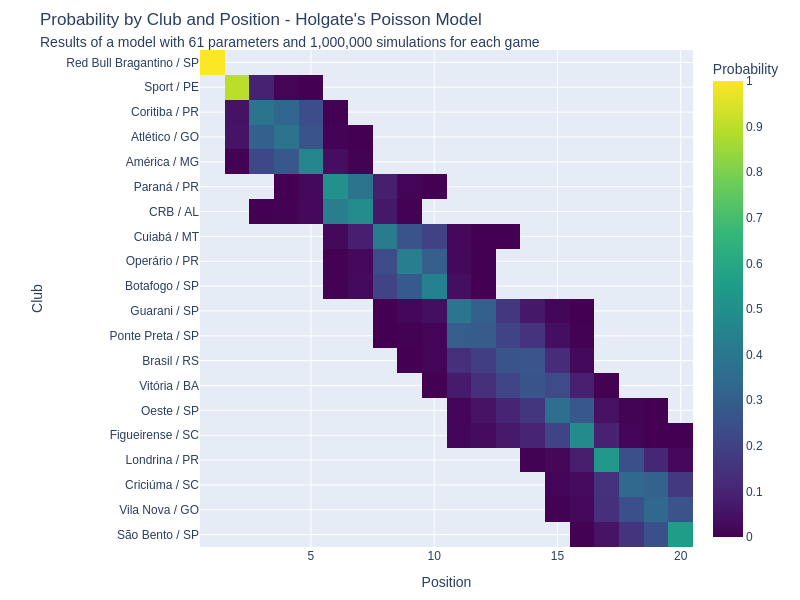 Probability by Club and Position - Holgate's Poisson Model
Results of a model with 61 parameters and 1,000,000 simulations for each game
Probability
Red Bull Bragantino / SP
Sport / PE
Coritiba / PR
Atlético / GO
América / MG
Paraná / PR
CRB / AL
Cuiabá / MT
Operário / PR
Botafogo / SP
Guarani / SP
Ponte Preta / SP
Brasil / RS
Vitória / BA
Oeste / SP
Figueirense / SC
Londrina / PR
Criciúma / SC
Vila Nova / GO
São Bento / SP
Club
5
10
15
20
Position
1
0.9
0.8
0.7
0.6
0.5
0.4
0.3
0.2
0.1
0